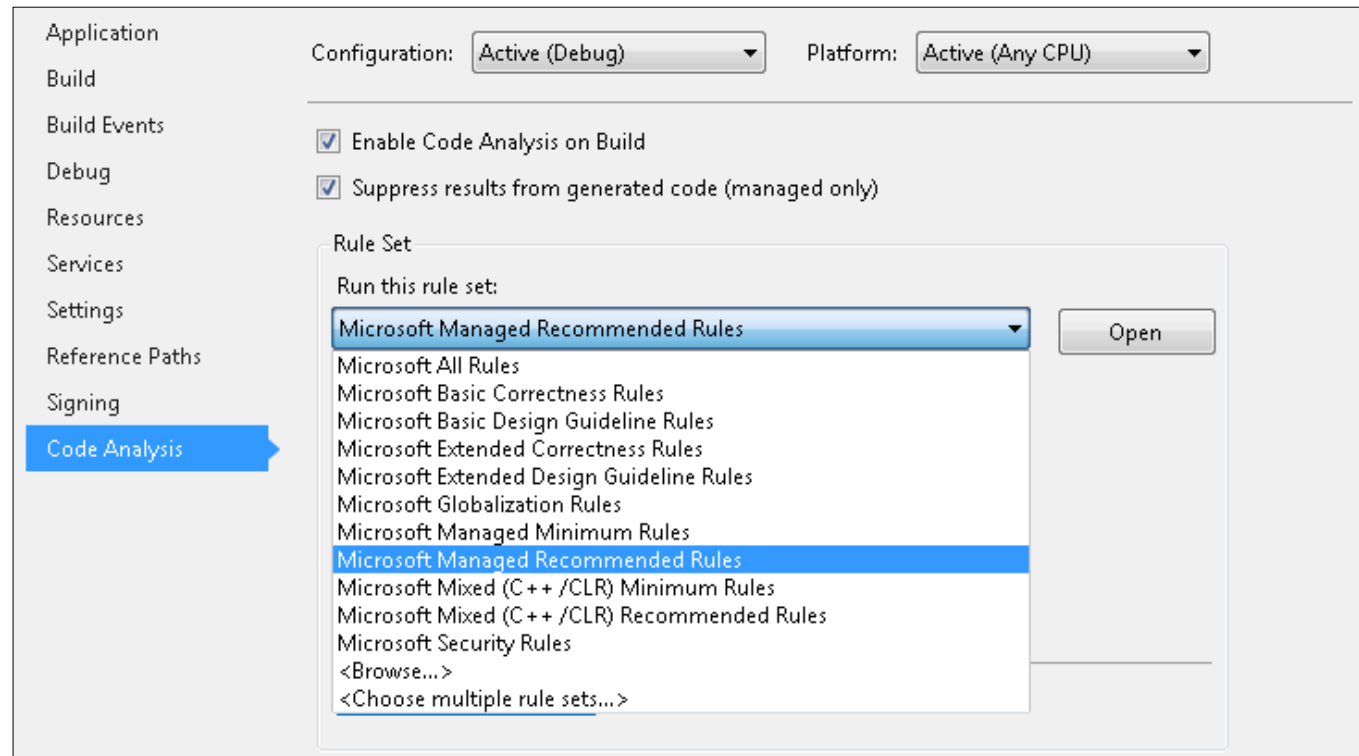 Application
Build
Build Events
Debug
Resources
Services
Settings
Reference Paths
Signing
Code Analysis
Configuration: Active (Debug) Platform: Active (Any CPU)
Enable Code Analysis on Build
Suppress results from generated code (managed only)
Rule Set
Run this rule set:
Microsoft Managed Recommended Rules Open
Microsoft All Rules
Microsoft Basic Correctness Rules
Microsoft Basic Design Guideline Rules
Microsoft Extended Correctness Rules
Microsoft Extended Design Guideline Rules
Microsoft Globalization Rules
Microsoft Managed Minimum Rules
Microsoft Managed Recommended Rules
Microsoft Mixed (C++ /CLR) Minimum Rules
Microsoft Mixed (C++ /CLR) Recommended Rules
Microsoft Security Rules
<Browse...>
<Choose multiple rule sets...>